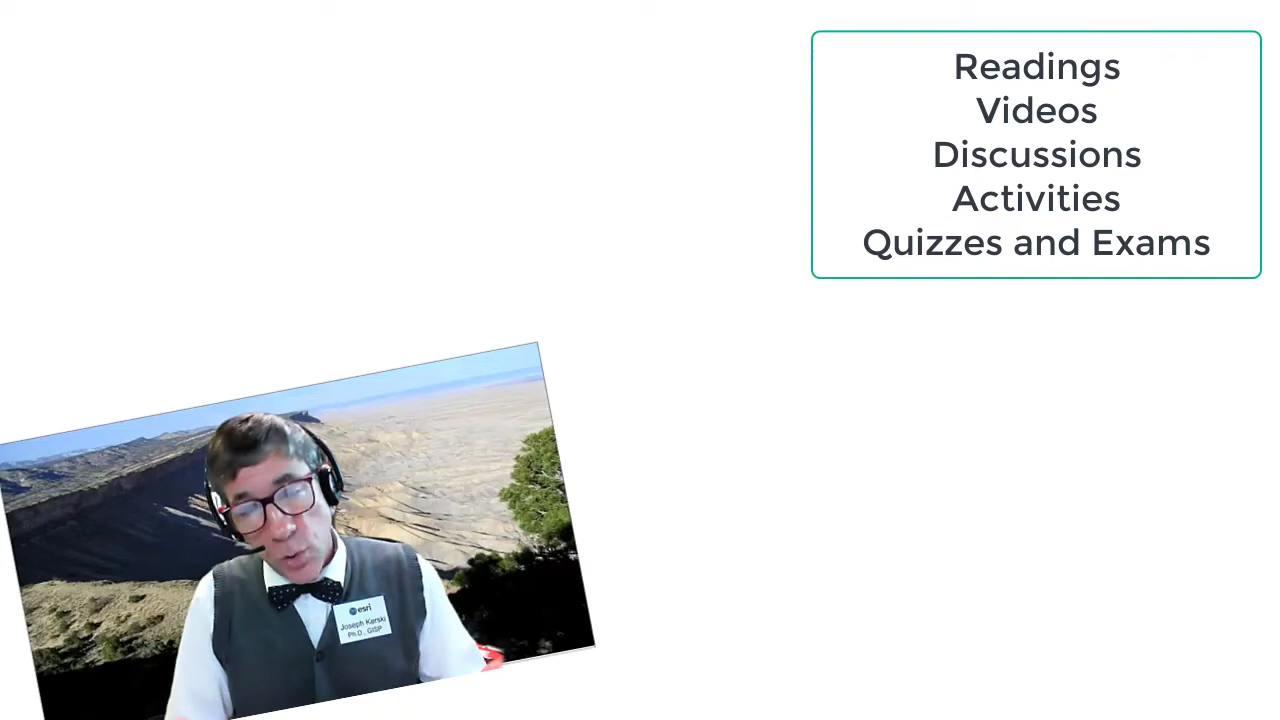 Readings
Videos
Discussions
Activities
Quizzes and Exams
esri
Joseph Kerski
Ph.D., GISP